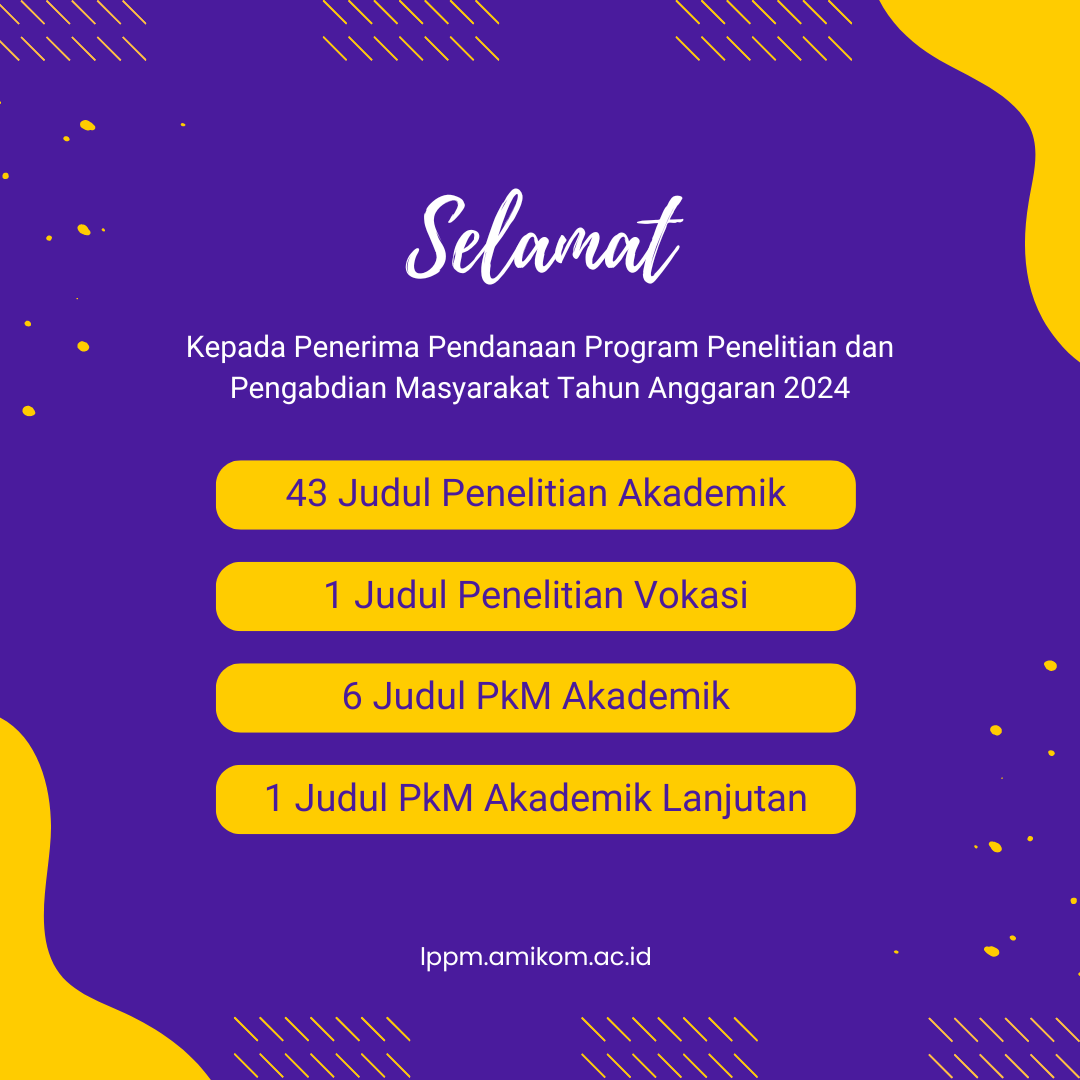 Selamat
Kepada Penerima Pendanaan Program Penelitian dan
Pengabdian Masyarakat Tahun Anggaran 2024
43 Judul Penelitian Akademik
1 Judul Penelitian Vokasi
6 Judul PkM Akademik
1 Judul PkM Akademik Lanjutan
lppm.amikom.ac.id